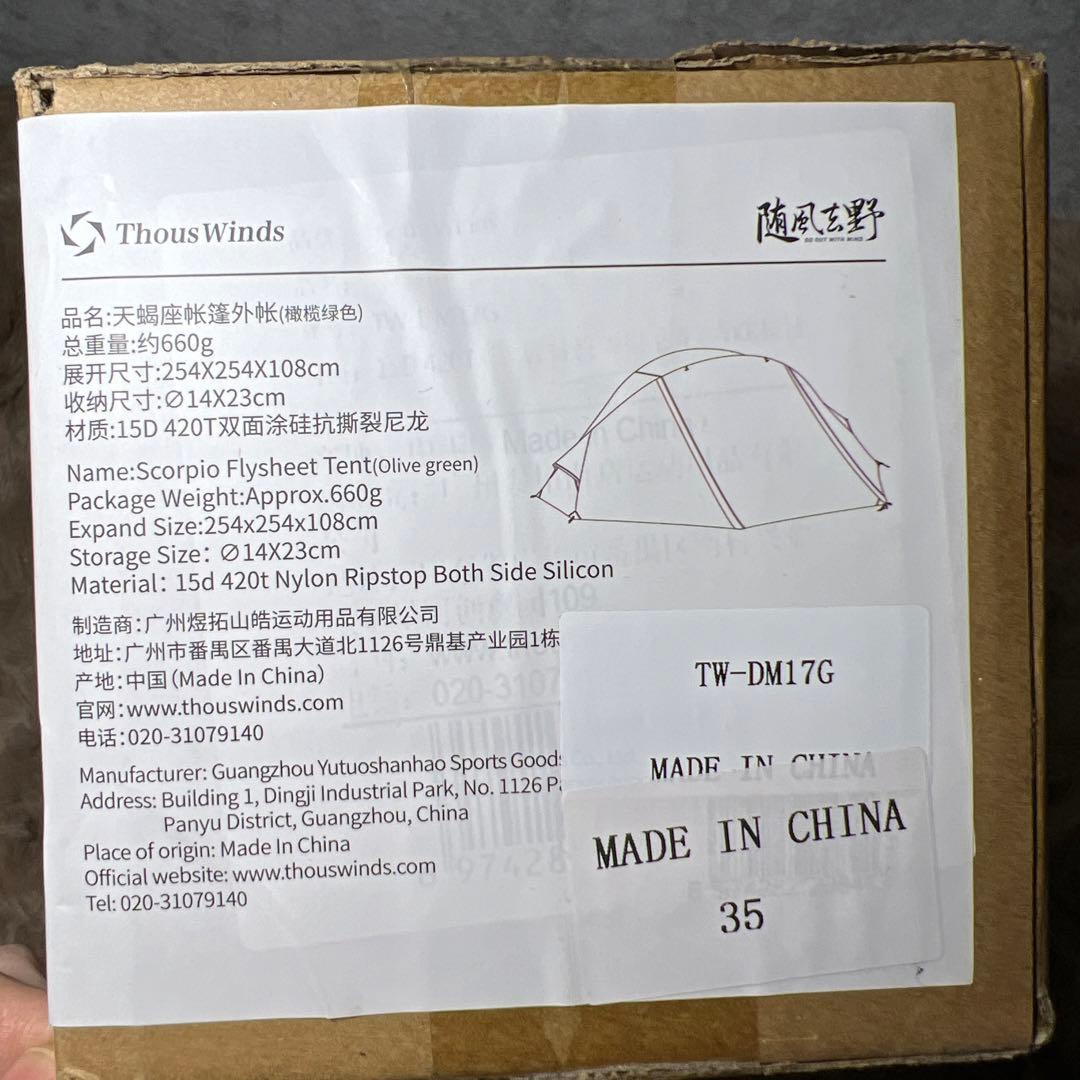 ThousWinds
随風去野
GO OUT WITH WIND
品名:天蝎座帐篷外帐(橄榄绿色)
总重量:约660g
展开尺寸:254X254X108cm
收纳尺寸:∅14X23cm
材质:15D 420T双面涂硅抗撕裂尼龙
Name:Scorpio Flysheet Tent(Olive green)
Package Weight:Approx.660g
Expand Size:254x254x108cm
Storage Size: ∅14X23cm
Material: 15d 420t Nylon Ripstop Both Side Silicon
制造商:广州煜拓山皓运动用品有限公司
地址:广州市番禺区番禺大道北1126号鼎基产业园1栋
产地:中国(Made In China)
官网:www.thouswinds.com
电话:020-31079140
Manufacturer: Guangzhou Yutuoshanhao Sports Goods
Address: Building 1, Dingji Industrial Park, No. 1126
Panyu District, Guangzhou, China
Place of origin: Made In China
Official website: www.thouswinds.com
Tel: 020-31079140
TW-DM17G
MADE IN CHINA
MADE IN CHINA
35